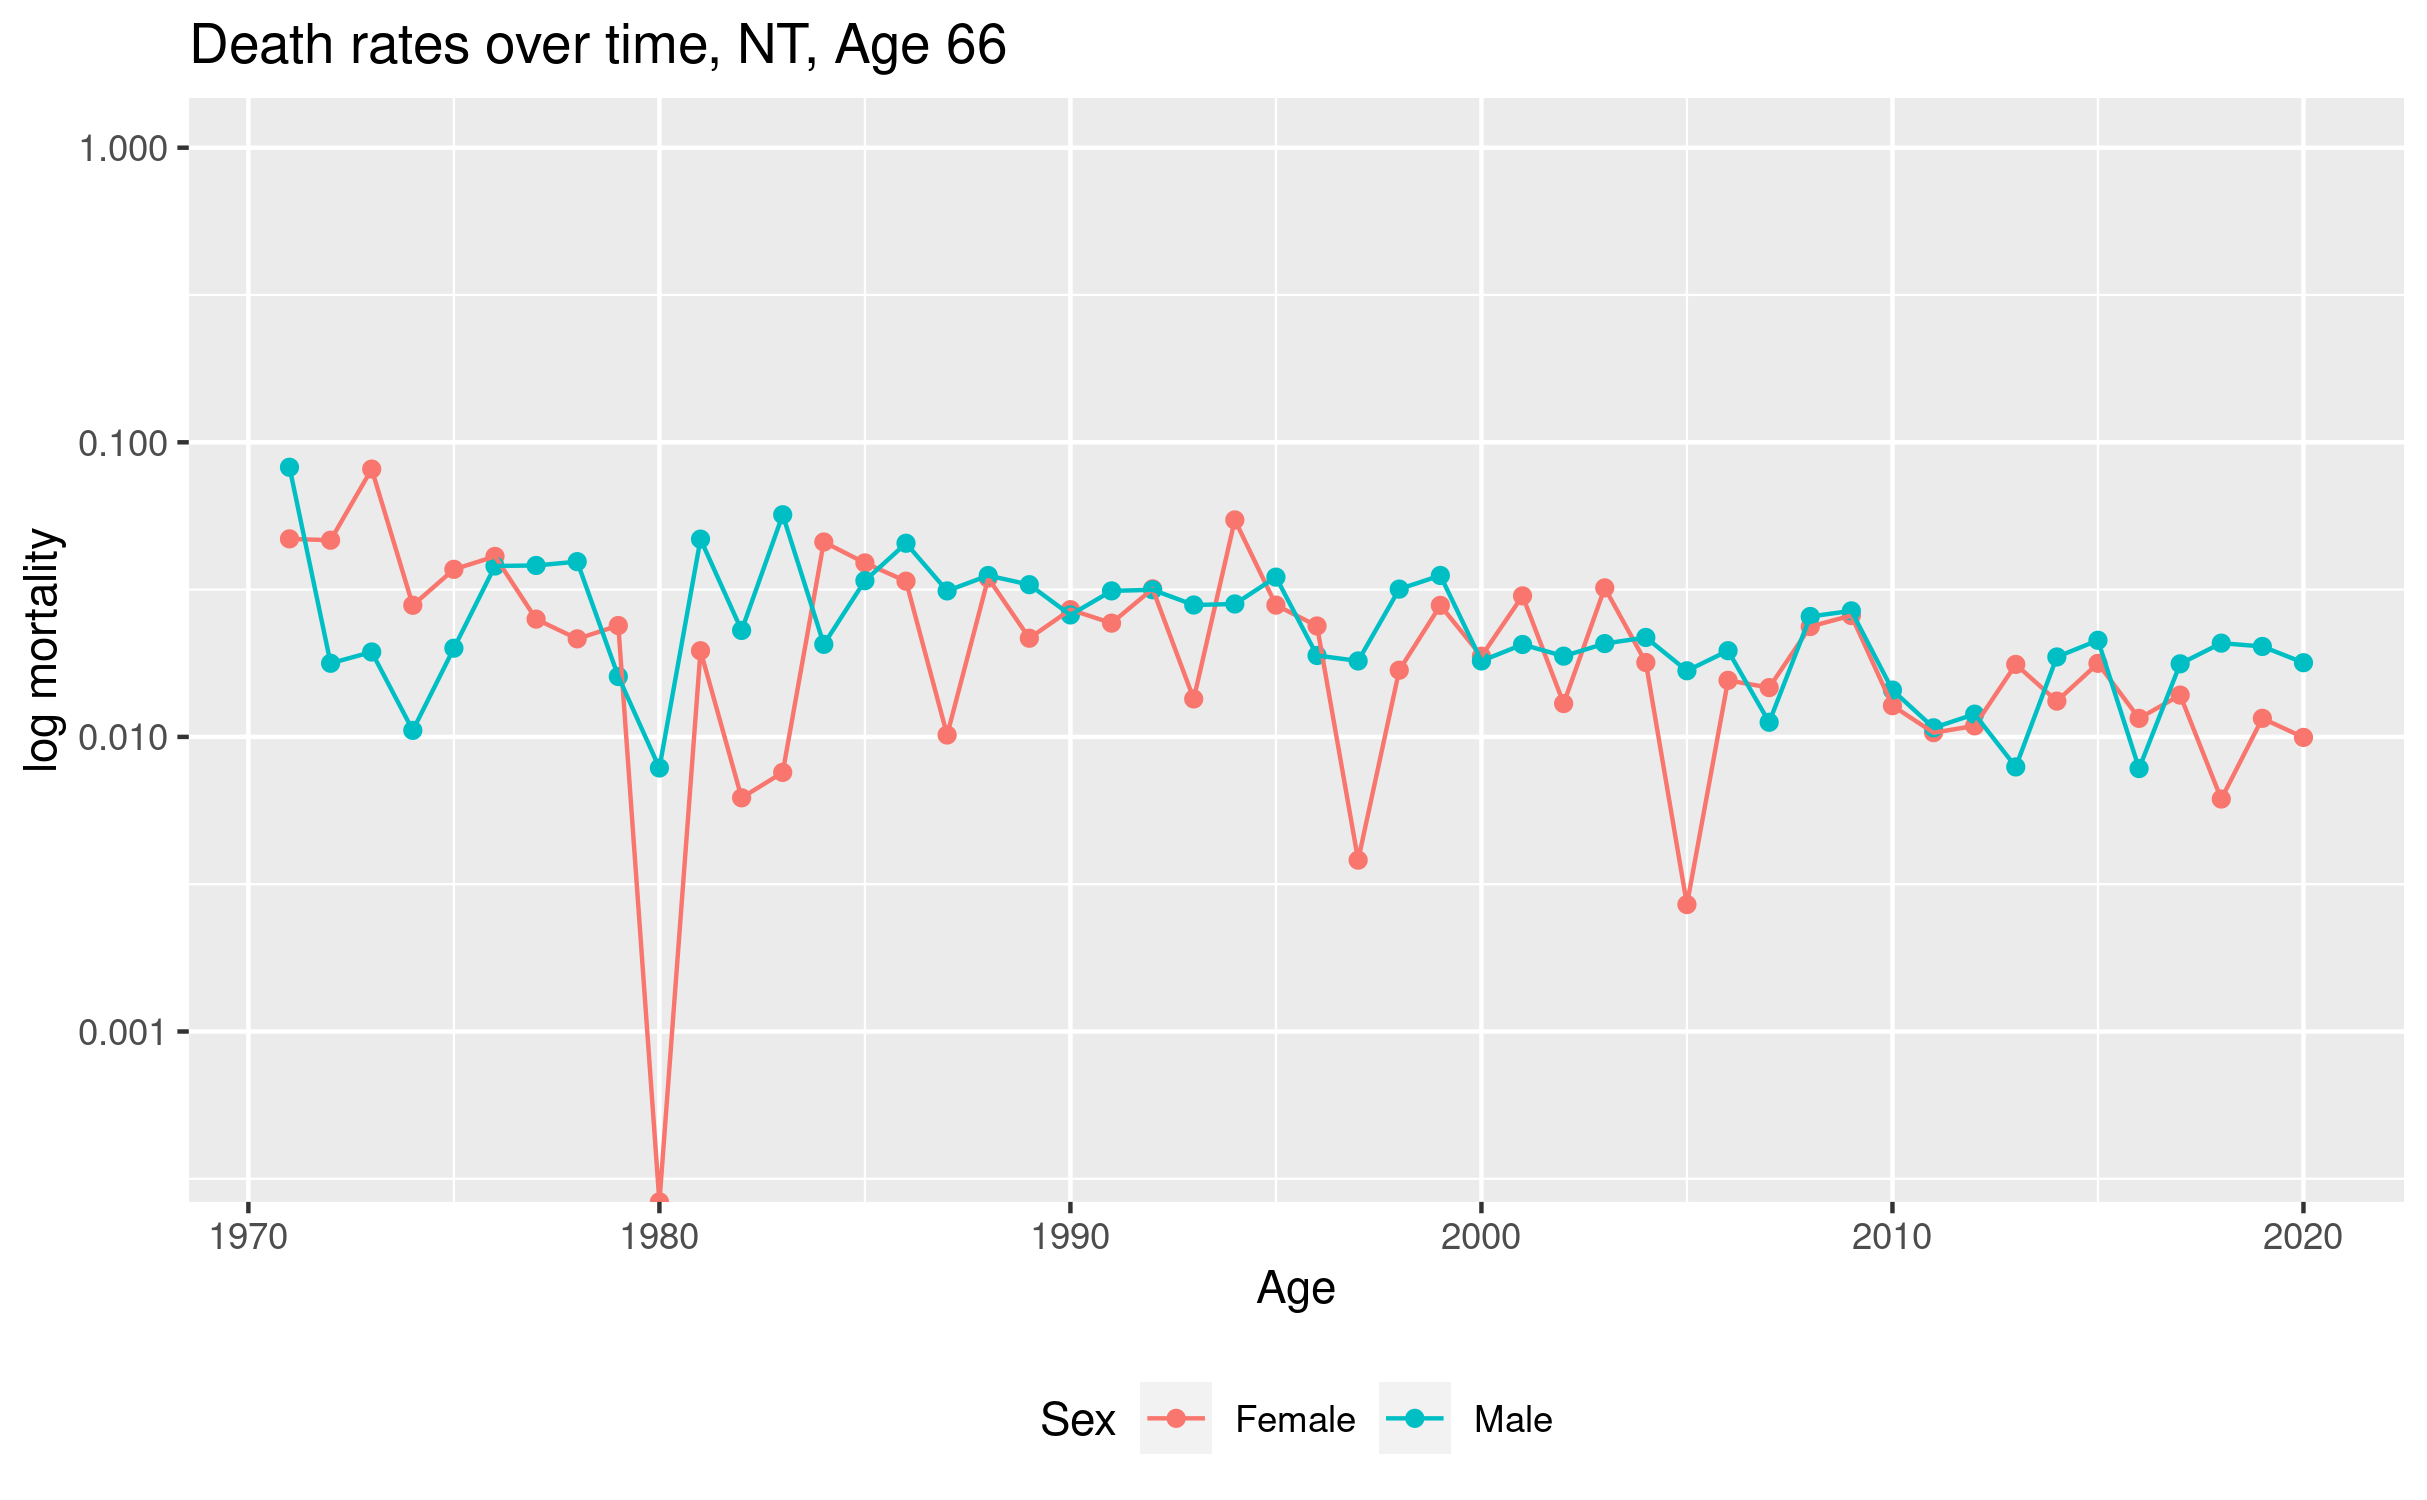 Death rates over time, NT, Age 66
log mortality
1.000
0.100
0.010
0.001
1970 1980 1990 2000 2010 2020
Age
Sex Female Male